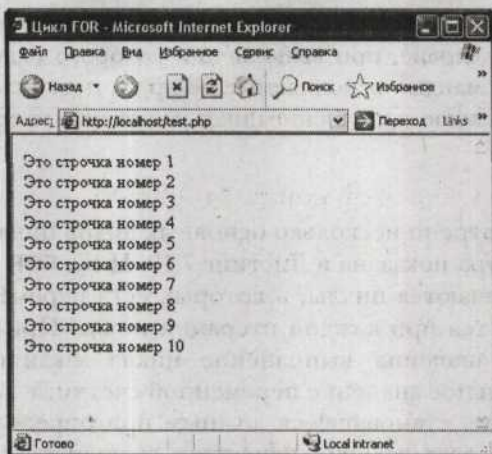 Цикл FOR - Microsoft Internet Explorer
Файл Правка Вид Избранное Сервис Справка »
Назад Поиск Избранное »
Адрес: http://localhost/test.php Переход Links »
Это строчка номер 1
Это строчка номер 2
Это строчка номер 3
Это строчка номер 4
Это строчка номер 5
Это строчка номер 6
Это строчка номер 7
Это строчка номер 8
Это строчка номер 9
Это строчка номер 10
Готово Local intranet